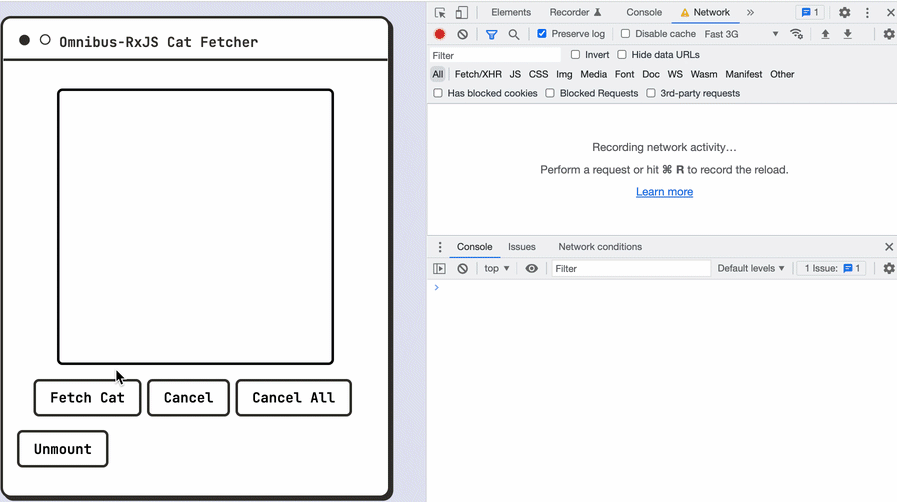 Omnibus-RxJS Cat Fetcher
Fetch Cat
Cancel
Cancel All
Unmount
Elements
Recorder
Console
Network
»
1
Preserve log
Disable cache
Fast 3G
Filter
Invert
Hide data URLs
All
Fetch/XHR
JS
CSS
Img
Media
Font
Doc
WS
Wasm
Manifest
Other
Has blocked cookies
Blocked Requests
3rd-party requests
Recording network activity…
Perform a request or hit ⌘ R to record the reload.
Learn more
Console
Issues
Network conditions
top
Filter
Default levels
1 Issue:
1